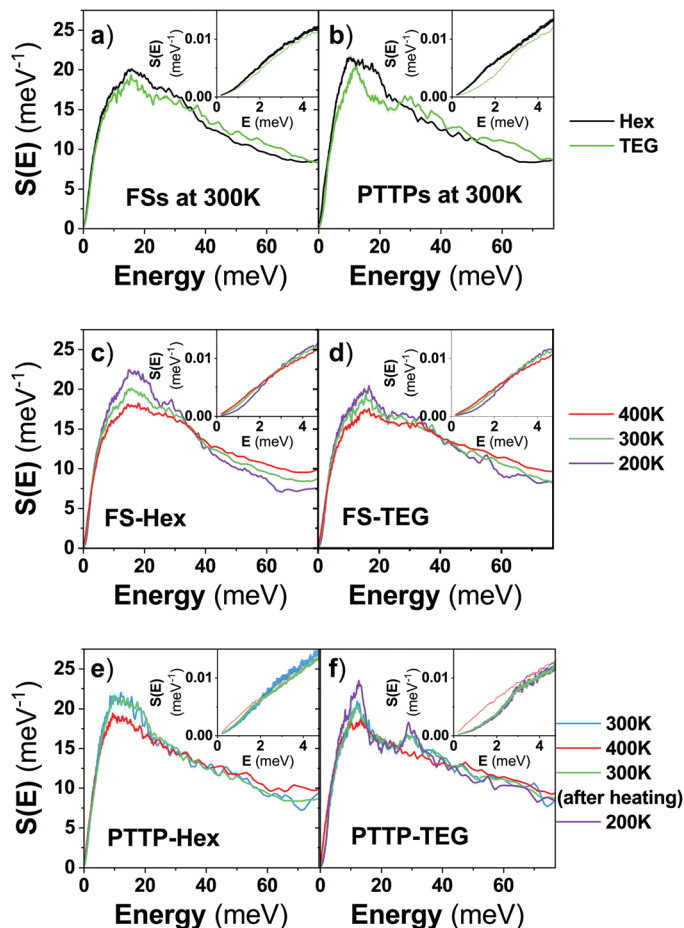 a)
S(E) (meV⁻¹)
25
20
15
10
5
0
0
20
40
60
S(E)
(meV⁻¹)
0.01
0.00
0
2
4
E (meV)
FSs at 300K
Energy (meV)
b)
S(E)
(meV⁻¹)
0.01
0.00
0
2
4
E (meV)
PTTPs at 300K
0
20
40
60
Energy (meV)
Hex
TEG
c)
S(E) (meV⁻¹)
25
20
15
10
5
0
0
20
40
60
S(E)
(meV⁻¹)
0.01
0.00
0
2
4
E (meV)
FS-Hex
Energy (meV)
d)
S(E)
(meV⁻¹)
0.01
0.00
0
2
4
E (meV)
FS-TEG
0
20
40
60
Energy (meV)
400K
300K
200K
e)
S(E) (meV⁻¹)
25
20
15
10
5
0
0
20
40
60
S(E)
(meV⁻¹)
0.01
0.00
0
2
4
E (meV)
PTTP-Hex
Energy (meV)
f)
S(E)
(meV⁻¹)
0.01
0.00
0
2
4
E (meV)
PTTP-TEG
0
20
40
60
Energy (meV)
300K
400K
300K
(after heating)
200K